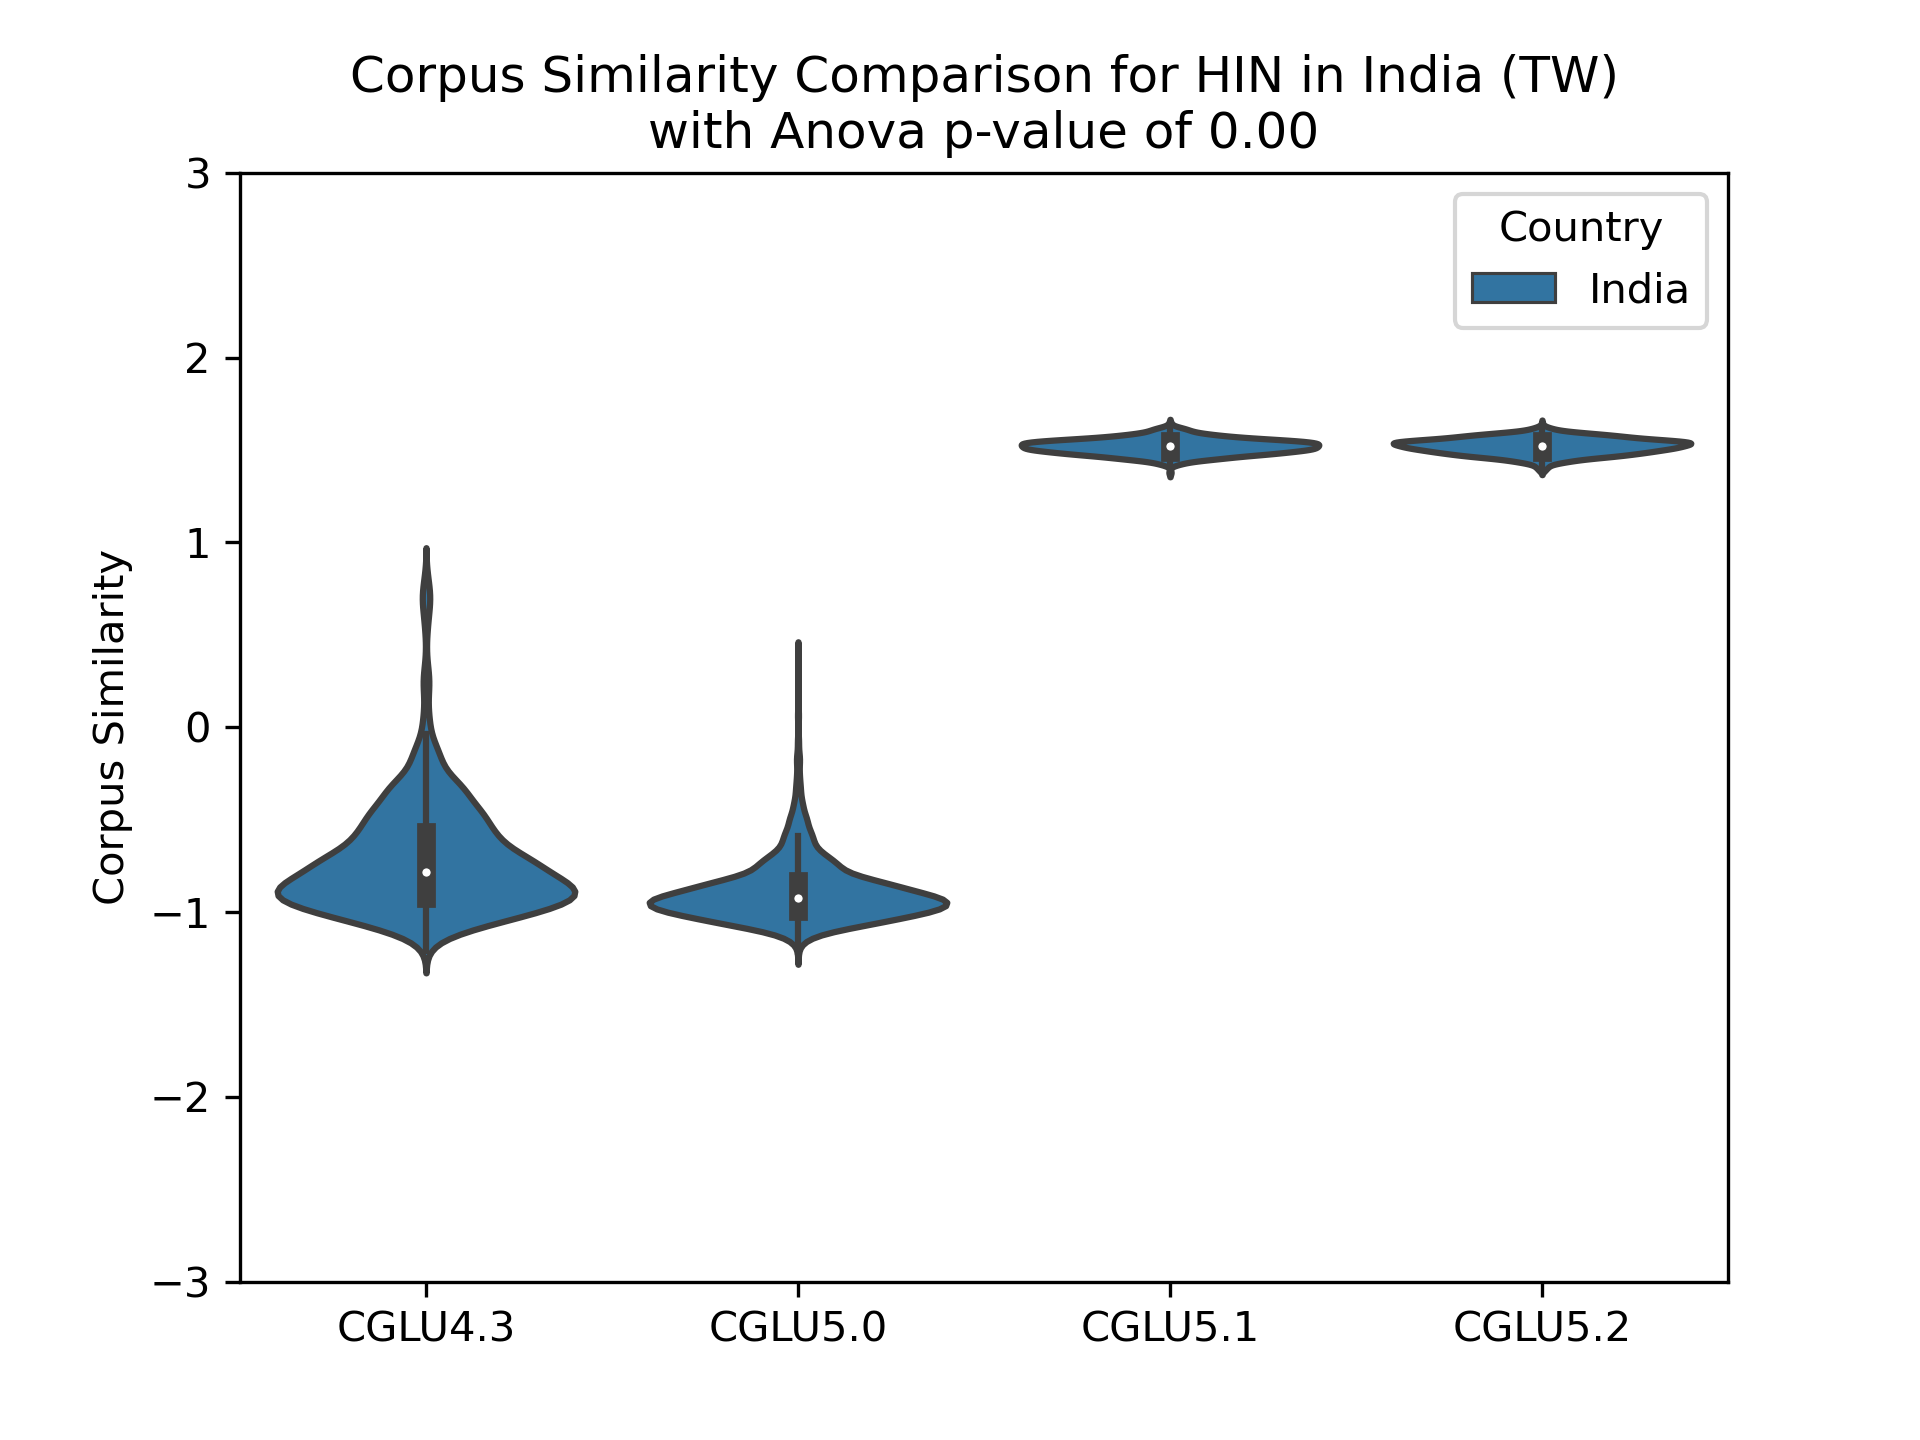 Corpus Similarity Comparison for HIN in India (TW)
with Anova p-value of 0.00
Country
India
Corpus Similarity
3
2
1
0
−1
−2
−3
CGLU4.3
CGLU5.0
CGLU5.1
CGLU5.2